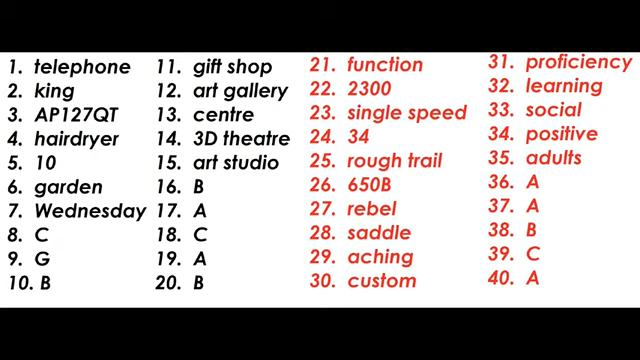 1. telephone
2. king
3. AP127QT
4. hairdryer
5. 10
6. garden
7. Wednesday
8. C
9. G
10. B
11. gift shop
12. art gallery
13. centre
14. 3D theatre
15. art studio
16. B
17. A
18. C
19. A
20. B
21. function
22. 2300
23. single speed
24. 34
25. rough trail
26. 650B
27. rebel
28. saddle
29. aching
30. custom
31. proficiency
32. learning
33. social
34. positive
35. adults
36. A
37. A
38. B
39. C
40. A